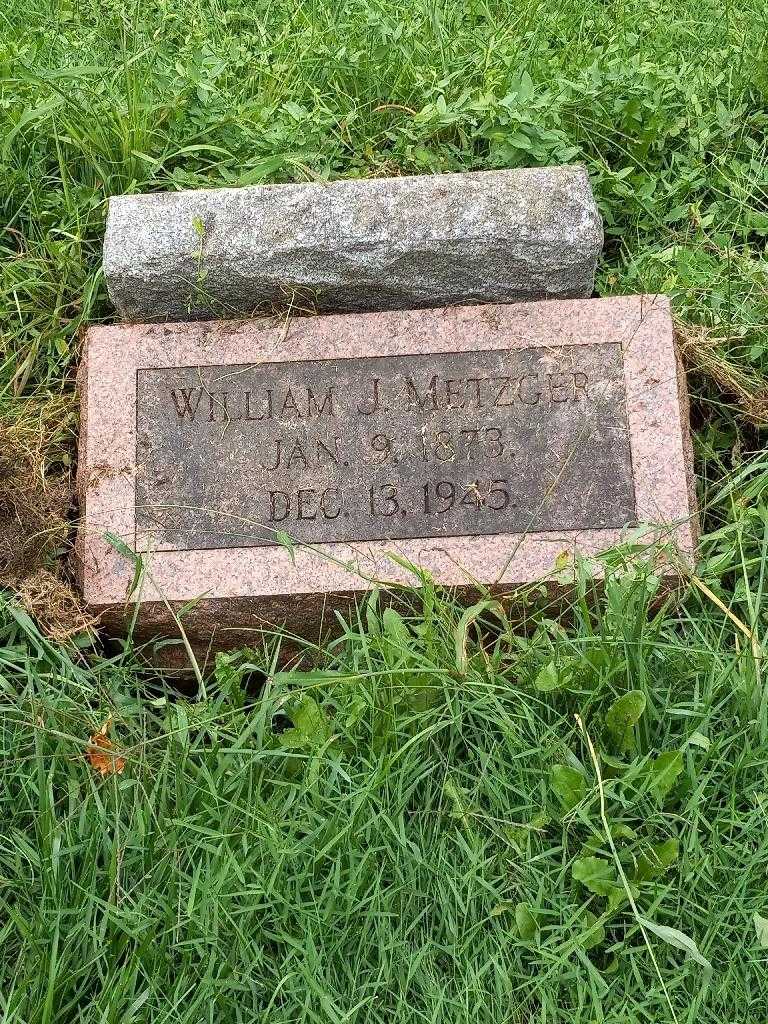 WILLIAM J. METZGER
JAN. 9, 1873.
DEC. 13, 1945.